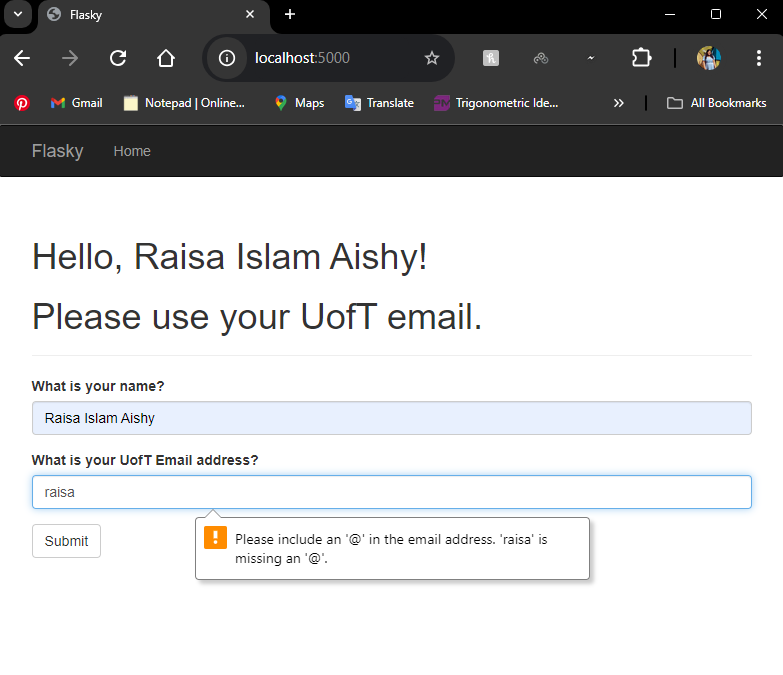 Flasky
localhost:5000
Gmail
Notepad | Online...
Maps
Translate
Trigonometric Ide...
All Bookmarks
Flasky
Home
Hello, Raisa Islam Aishy!
Please use your UofT email.
What is your name?
Raisa Islam Aishy
What is your UofT Email address?
raisa
Submit
Please include an '@' in the email address. 'raisa' is
missing an '@'.